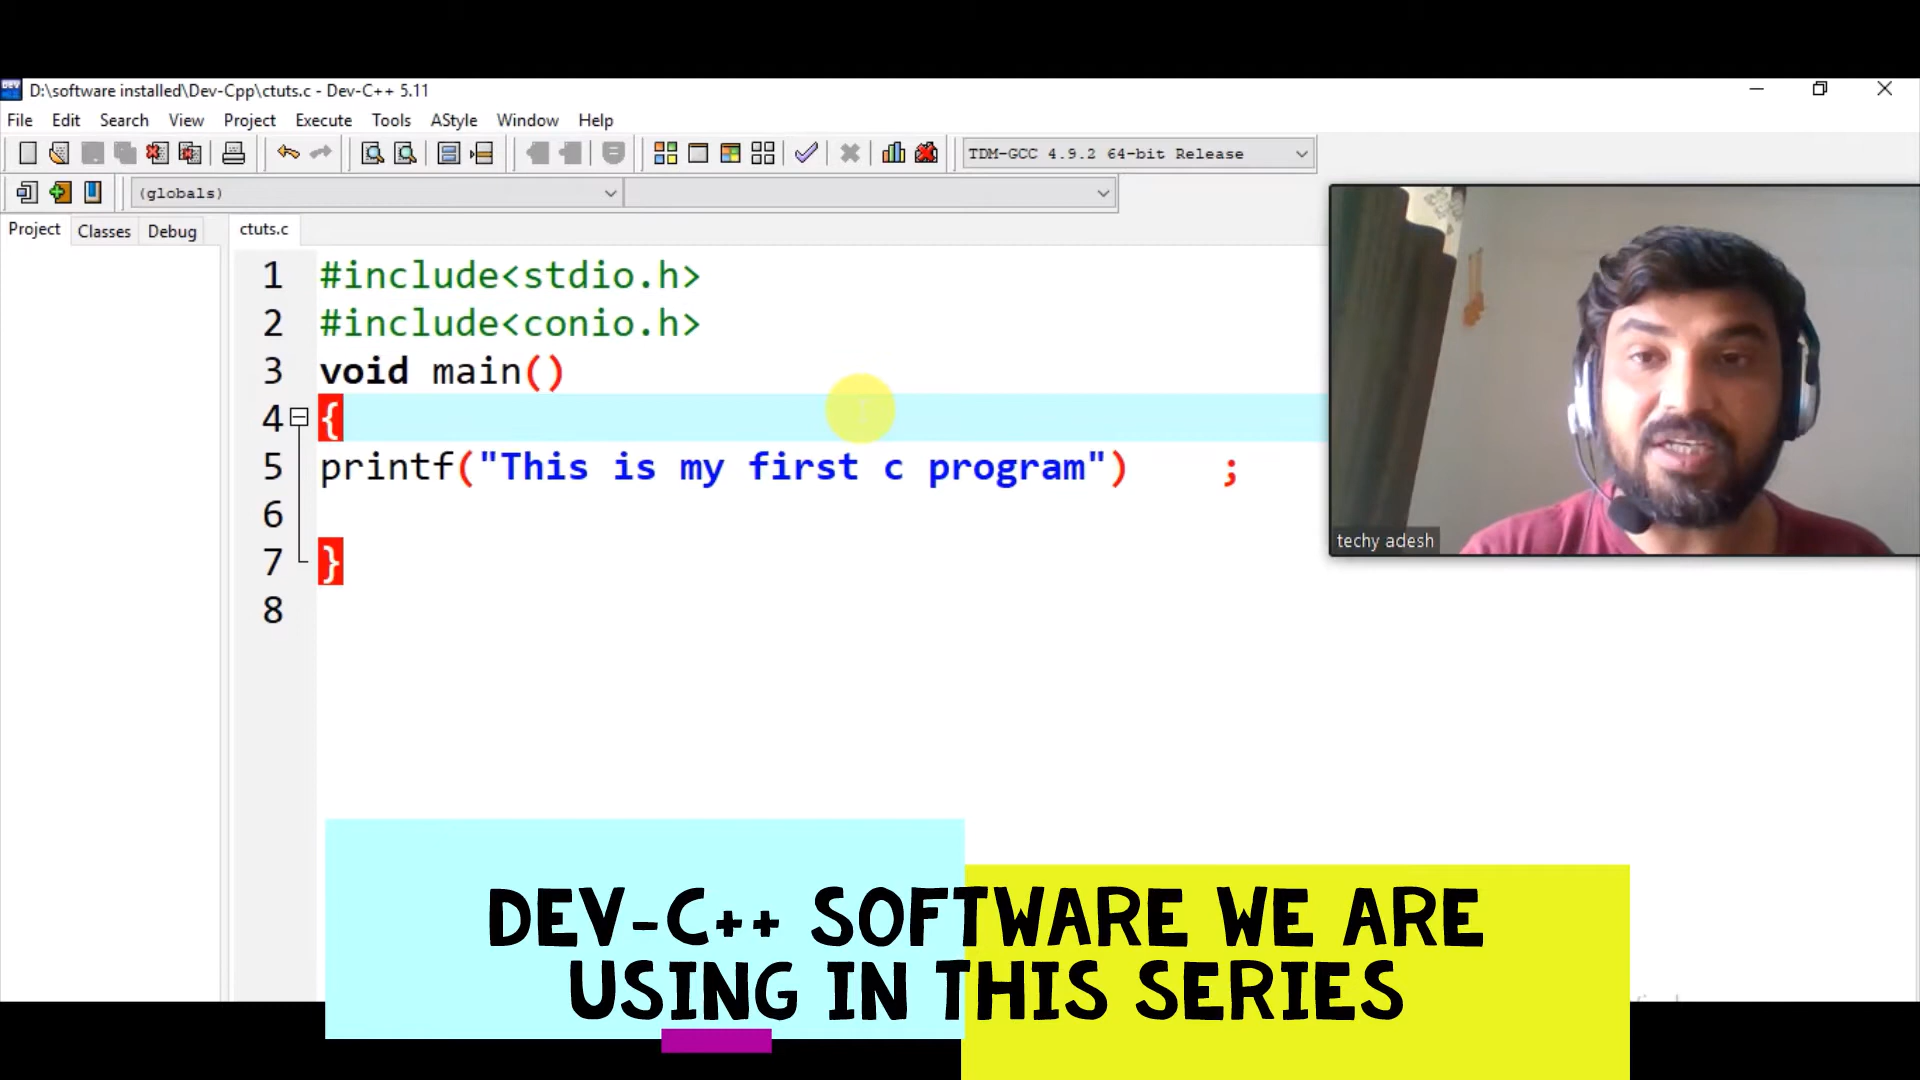 D:\software installed\Dev-Cpp\ctuts.c - Dev-C++ 5.11
File Edit Search View Project Execute Tools AStyle Window Help
TDM-GCC 4.9.2 64-bit Release
(globals)
Project Classes Debug ctuts.c
1 #include<stdio.h>
2 #include<conio.h>
3 void main()
4 {
5 printf("This is my first c program")    ;
6
7 }
8
techy adesh
DEV-C++ SOFTWARE WE ARE
USING IN THIS SERIES